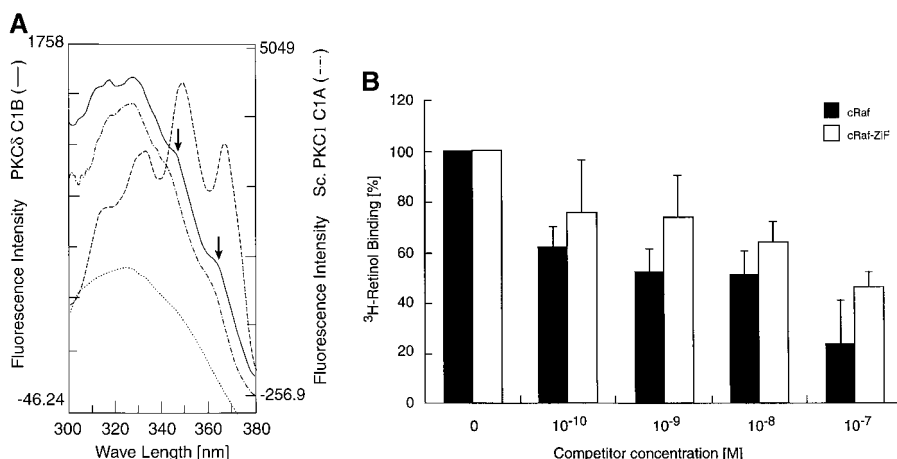 A
1758
5049
Fluorescence Intensity PKCδ C1B (—)
Fluorescence Intensity Sc. PKC1 C1A (---)
-46.24
-256.9
300 320 340 360 380
Wave Length [nm]
B
120
100
80
60
40
20
0
³H-Retinol Binding [%]
cRaf
cRaf-ZiF
0 10⁻¹⁰ 10⁻⁹ 10⁻⁸ 10⁻⁷
Competitor concentration [M]